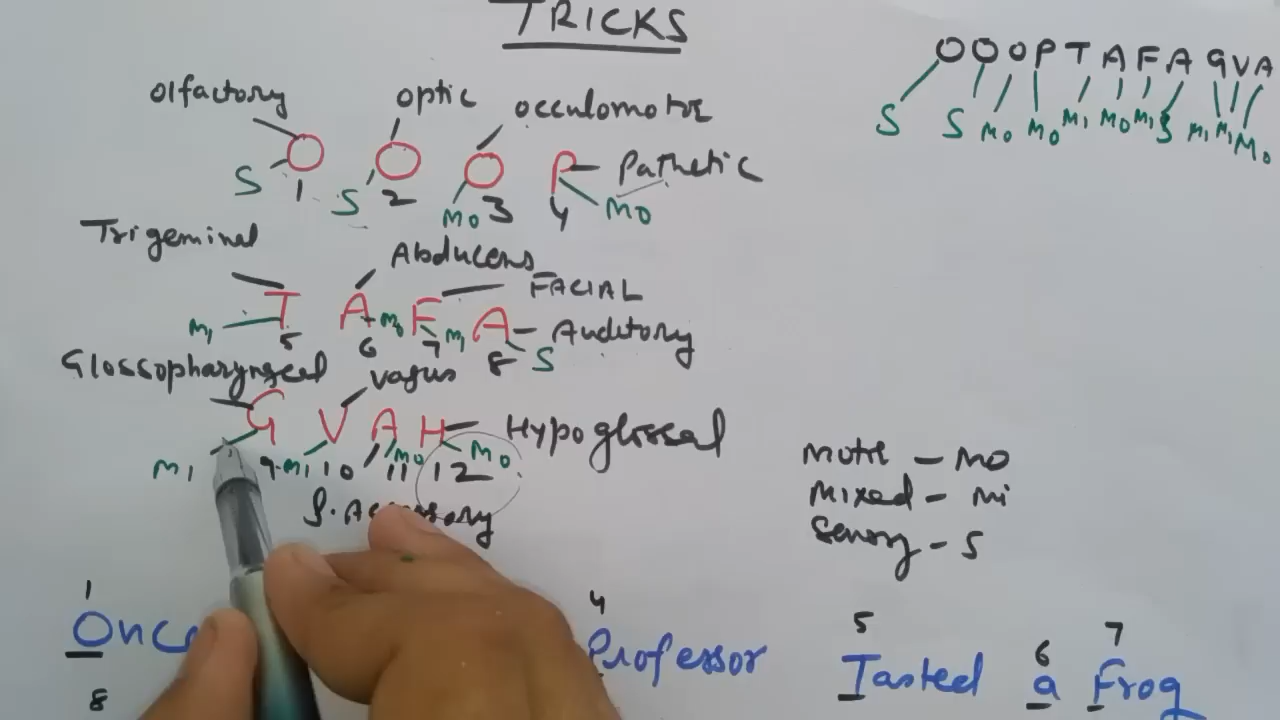 TRICKS
O O O P T A F A G V A
S S Mo Mo Mi Mo Mi S Mi Mi Mo
Olfactory optic occulomotor
O O O P Pathetic
S 1 S 2 Mo 3 4 Mo
Trigeminal Abducens FACIAL
T A F A Auditory
Mi 5 6 Mo 7 Mi 8 S
Glossopharyngeal vagus
G V A H Hypoglossal
Mi 9 Mi 10 11 Mo 12 Mo
Motor - Mo
Mixed - Mi
Sensory - S
1 4 5 6 7
Professor Tasted a Frog
8